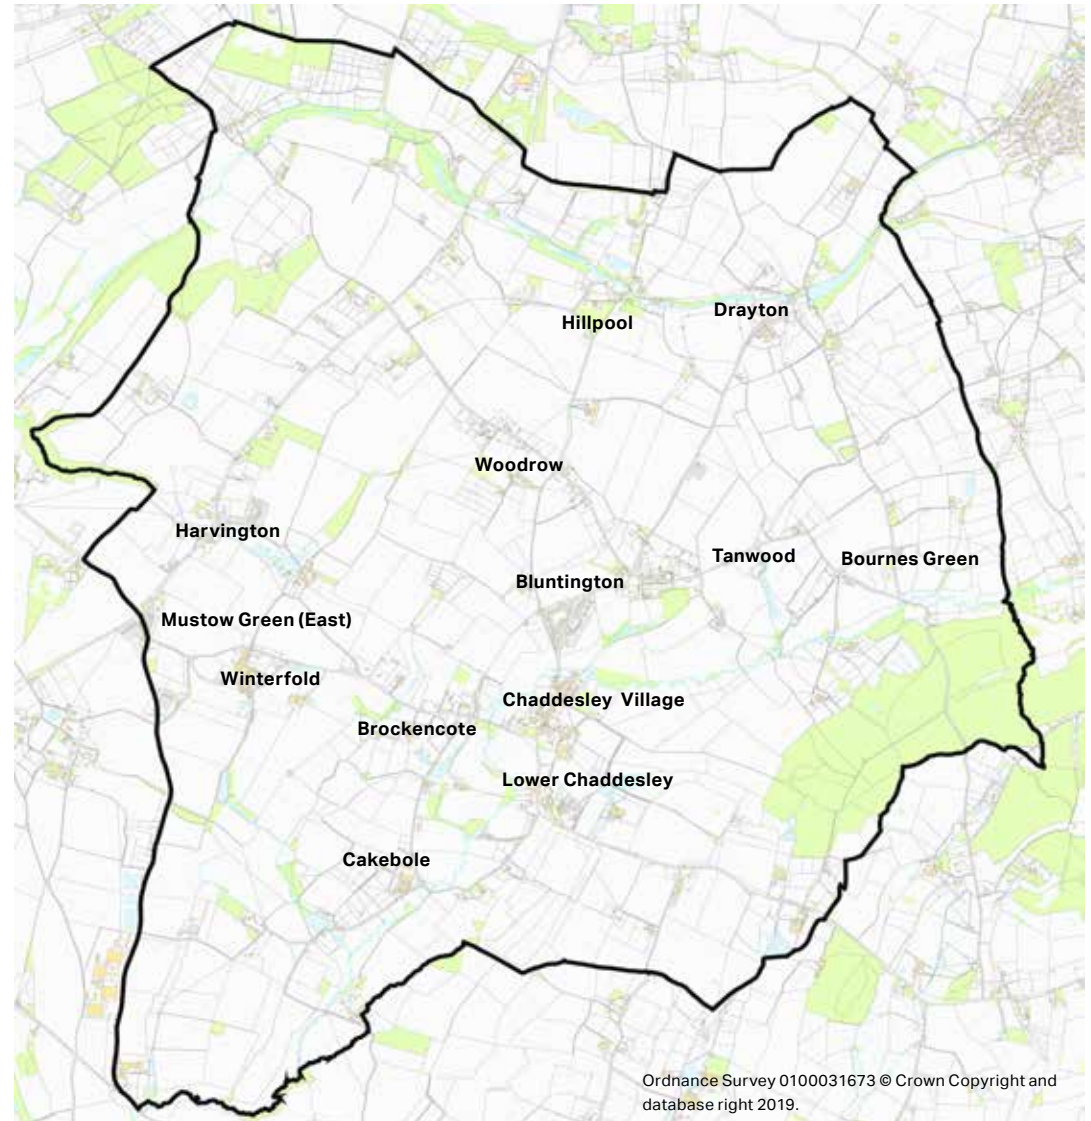 Drayton
Hillpool
Woodrow
Harvington
Tanwood
Bournes Green
Bluntington
Mustow Green (East)
Winterfold
Chaddesley Village
Brockencote
Lower Chaddesley
Cakebole
Ordnance Survey 0100031673 © Crown Copyright and
database right 2019.